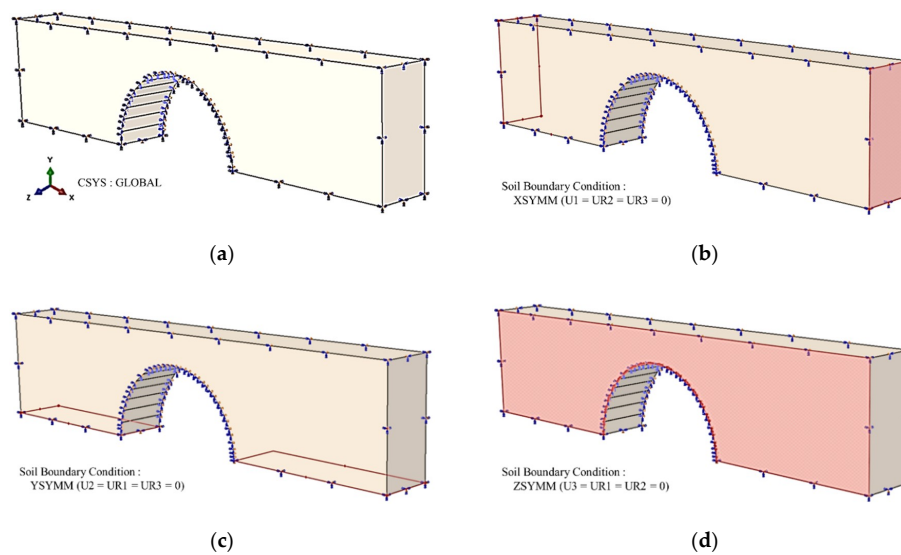 Y
Z
X
CSYS : GLOBAL
(a)
Soil Boundary Condition :
XSYMM (U1 = UR2 = UR3 = 0)
(b)
Soil Boundary Condition :
YSYMM (U2 = UR1 = UR3 = 0)
(c)
Soil Boundary Condition :
ZSYMM (U3 = UR1 = UR2 = 0)
(d)